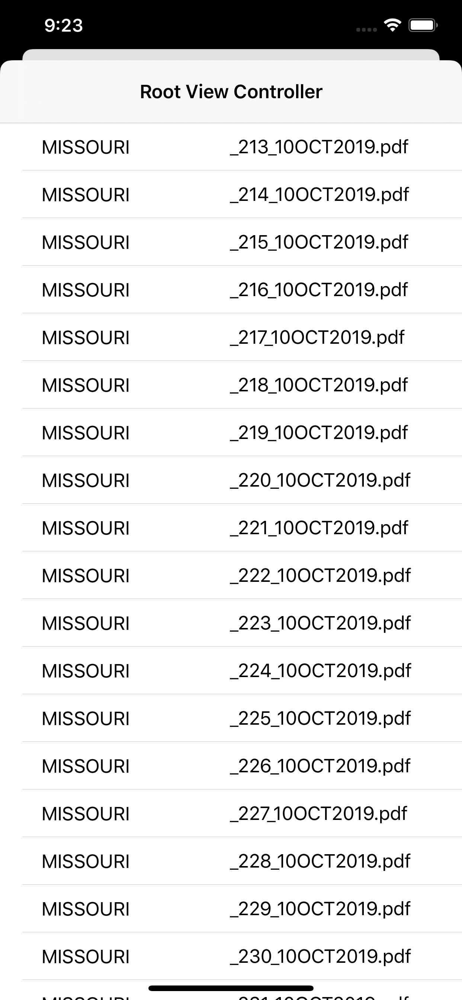 9:23
Root View Controller
MISSOURI _213_10OCT2019.pdf
MISSOURI _214_10OCT2019.pdf
MISSOURI _215_10OCT2019.pdf
MISSOURI _216_10OCT2019.pdf
MISSOURI _217_10OCT2019.pdf
MISSOURI _218_10OCT2019.pdf
MISSOURI _219_10OCT2019.pdf
MISSOURI _220_10OCT2019.pdf
MISSOURI _221_10OCT2019.pdf
MISSOURI _222_10OCT2019.pdf
MISSOURI _223_10OCT2019.pdf
MISSOURI _224_10OCT2019.pdf
MISSOURI _225_10OCT2019.pdf
MISSOURI _226_10OCT2019.pdf
MISSOURI _227_10OCT2019.pdf
MISSOURI _228_10OCT2019.pdf
MISSOURI _229_10OCT2019.pdf
MISSOURI _230_10OCT2019.pdf